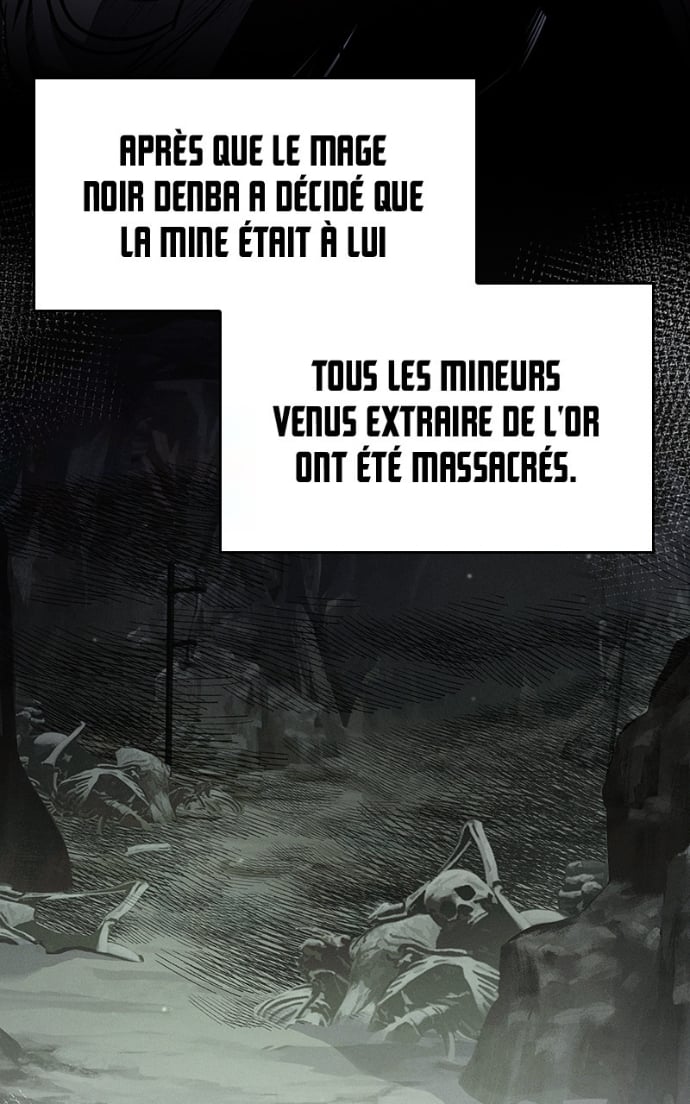 APRÈS QUE LE MAGE
NOIR DENBA A DÉCIDÉ QUE
LA MINE ÉTAIT À LUI
TOUS LES MINEURS
VENUS EXTRAIRE DE L'OR
ONT ÉTÉ MASSACRÉS.